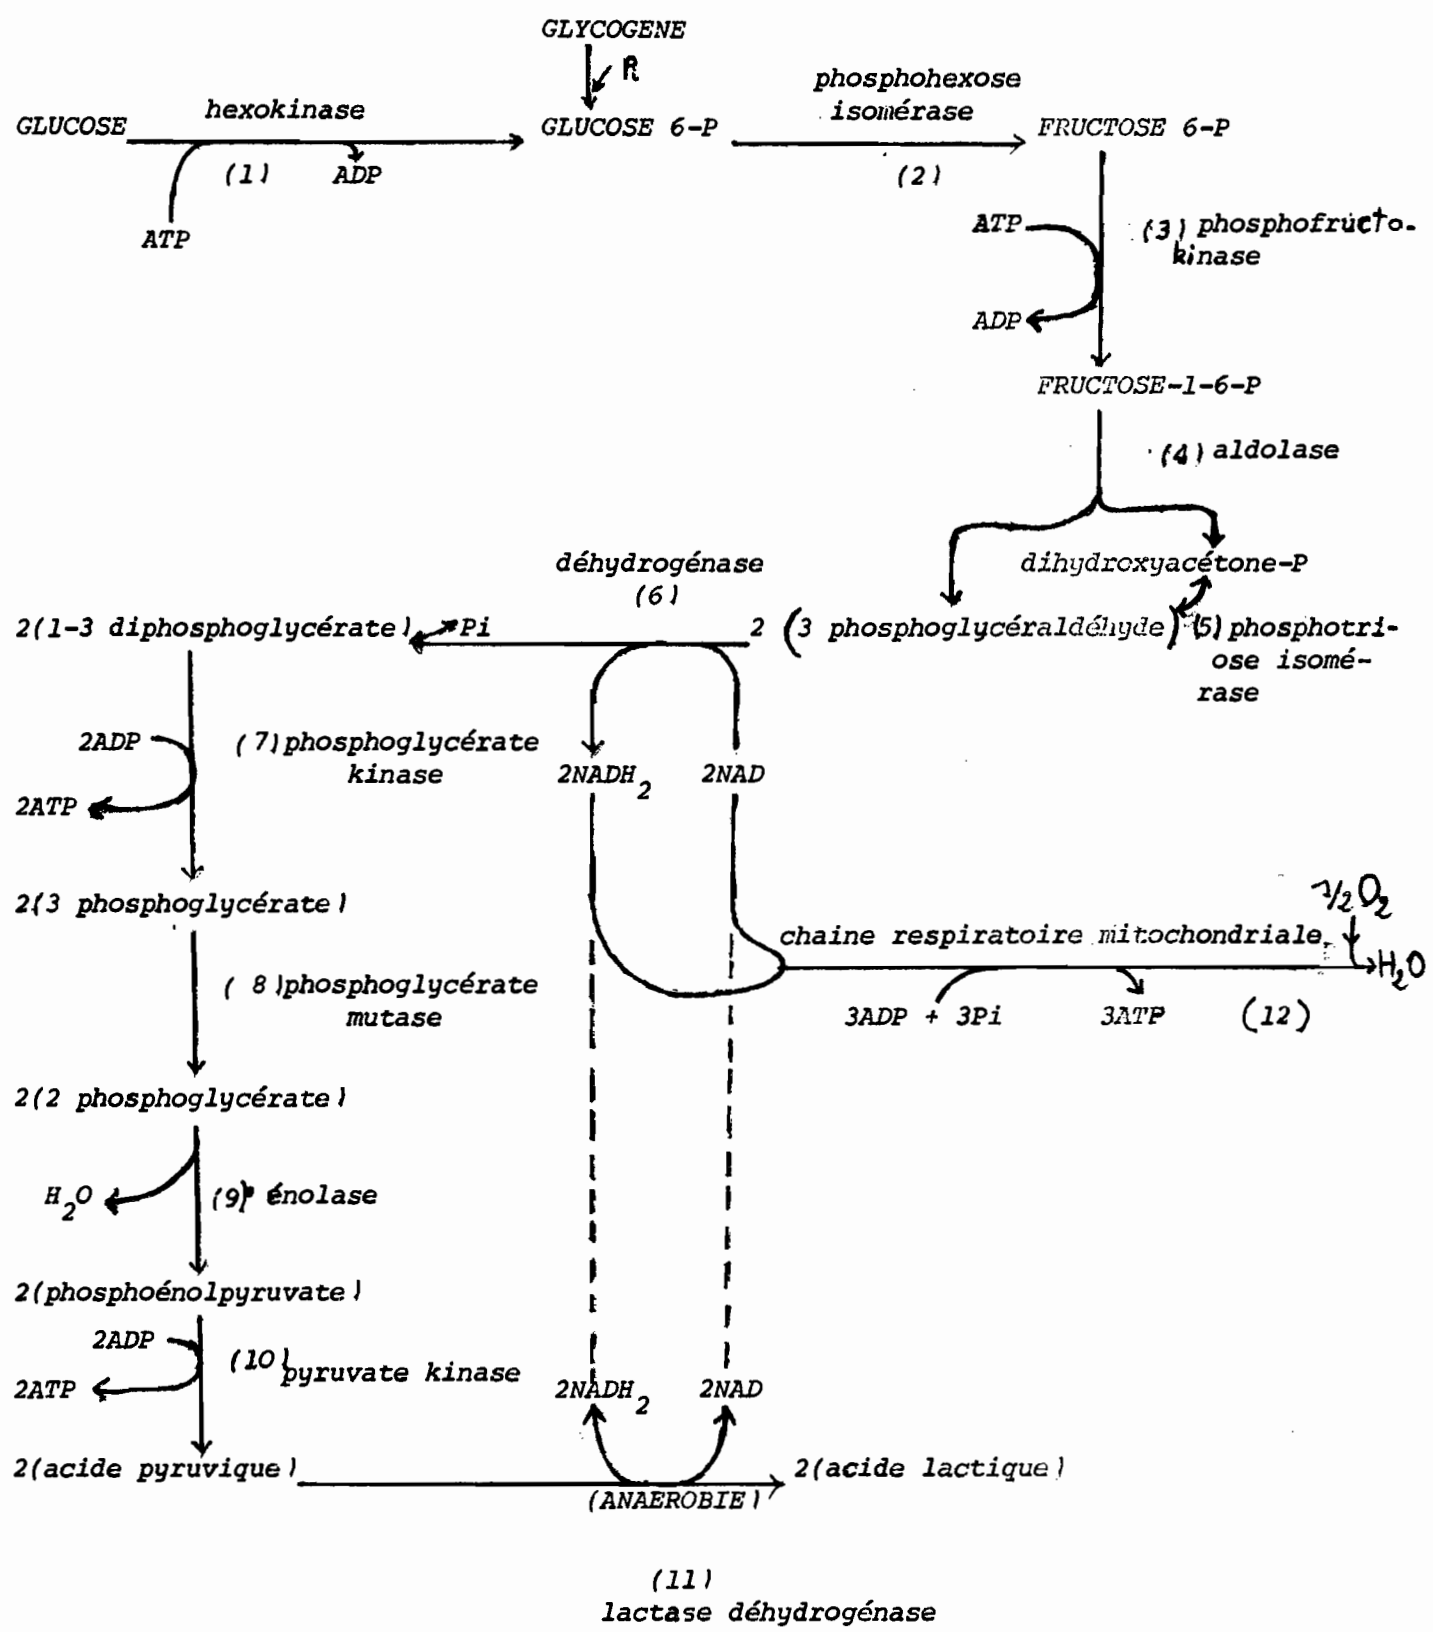 GLYCOGENE
Pi
GLUCOSE
hexokinase
(1)
ATP
ADP
GLUCOSE 6-P
phosphohexose
isomérase
(2)
FRUCTOSE 6-P
ATP
ADP
(3) phosphofructo-
kinase
FRUCTOSE-1-6-P
(4) aldolase
dihydroxyacétone-P
(5) phosphotri-
ose isomé-
rase
2 (3 phosphoglycéraldéhyde)
déhydrogénase
(6)
Pi
2(1-3 diphosphoglycérate)
2NADH2
2NAD
2ADP
2ATP
(7) phosphoglycérate
kinase
2(3 phosphoglycérate)
chaine respiratoire mitochondriale
1/2 O2
H2O
3ADP + 3Pi
3ATP
(12)
(8) phosphoglycérate
mutase
2(2 phosphoglycérate)
H2O
(9) énolase
2(phosphoénolpyruvate)
2ADP
2ATP
(10) pyruvate kinase
2NADH2
2NAD
2(acide pyruvique)
(ANAEROBIE)
2(acide lactique)
(11)
lactase déhydrogénase